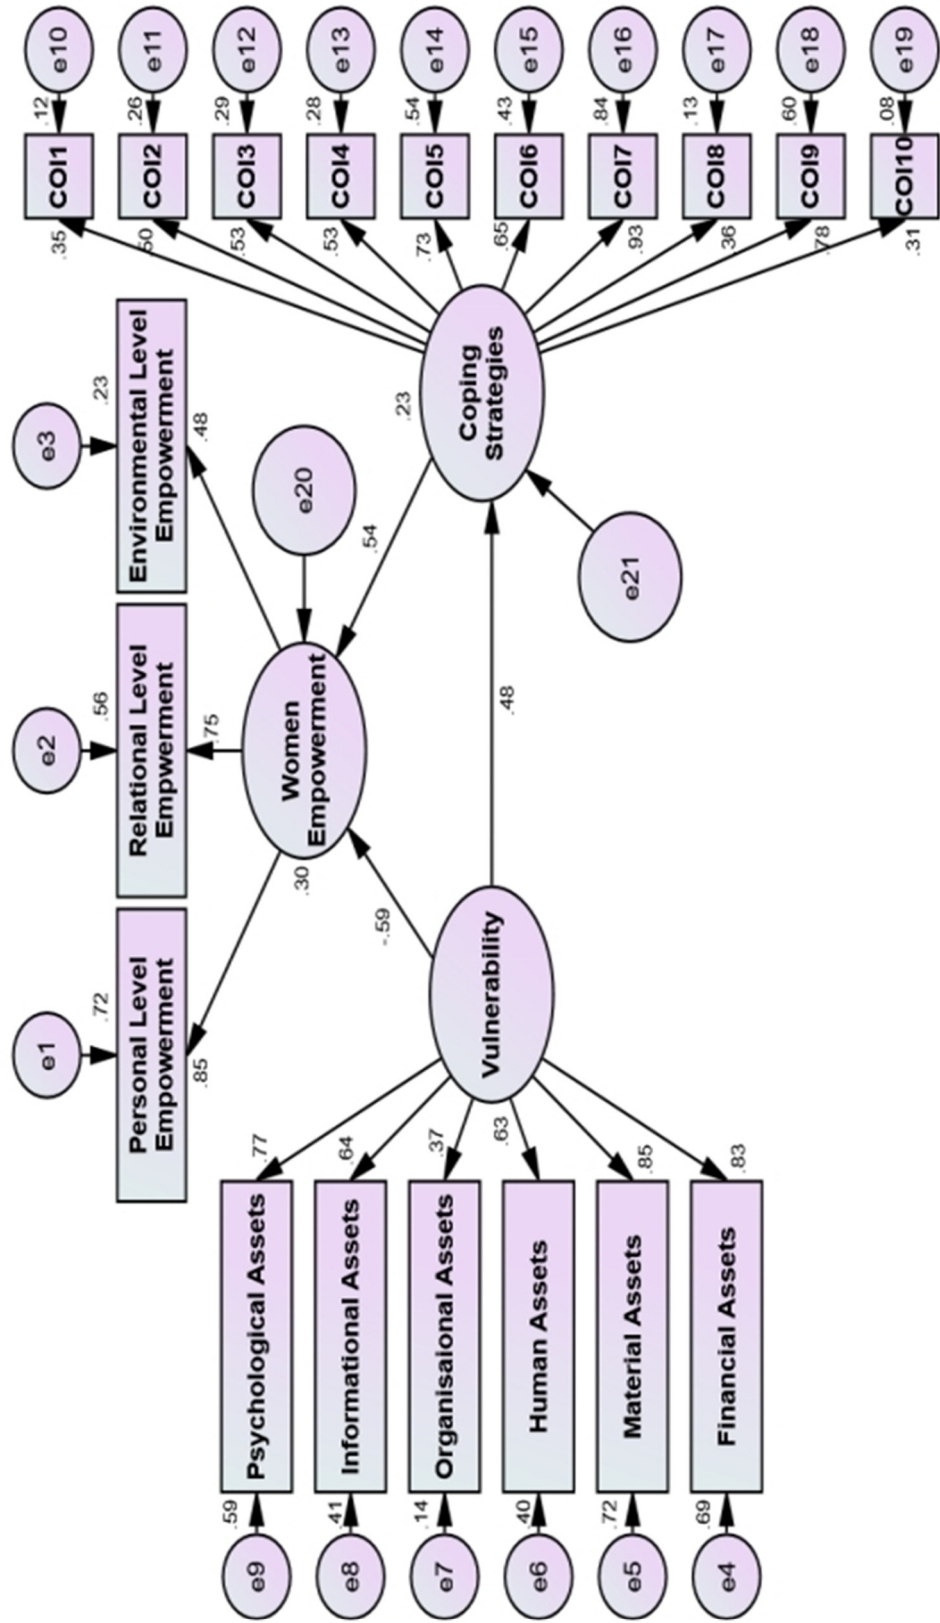 e1
e2
e3
.72
.56
.23
Personal Level
Empowerment
Relational Level
Empwerment
Environmental Level
Empowerment
.85
.75
.48
Women
Empowerment
.30
e20
-.59
.54
Vulnerability
.48
Coping
Strategies
.23
e21
e9
.59
Psychological Assets
.77
e8
.41
Informational Assets
.64
e7
.14
Organisaional Assets
.37
e6
.40
Human Assets
.63
e5
.72
Material Assets
.85
e4
.69
Financial Assets
.83
.35
COI1
.12
e10
.50
COI2
.26
e11
.53
COI3
.29
e12
.53
COI4
.28
e13
.73
COI5
.54
e14
.65
COI6
.43
e15
.93
COI7
.84
e16
.36
COI8
.13
e17
.78
COI9
.60
e18
.31
COI10
.08
e19